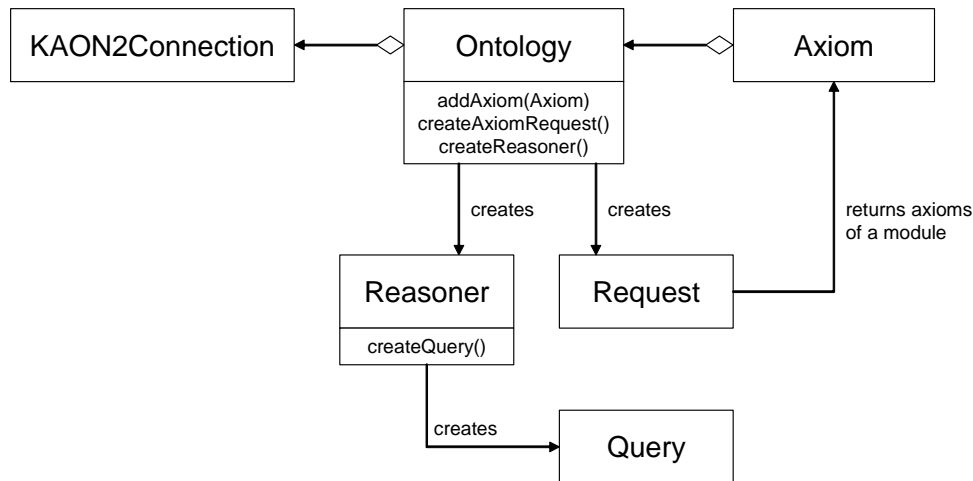 KAON2Connection
Ontology
Axiom
addAxiom(Axiom)
createAxiomRequest()
createReasoner()
creates
creates
returns axioms
of a module
Reasoner
Request
createQuery()
creates
Query